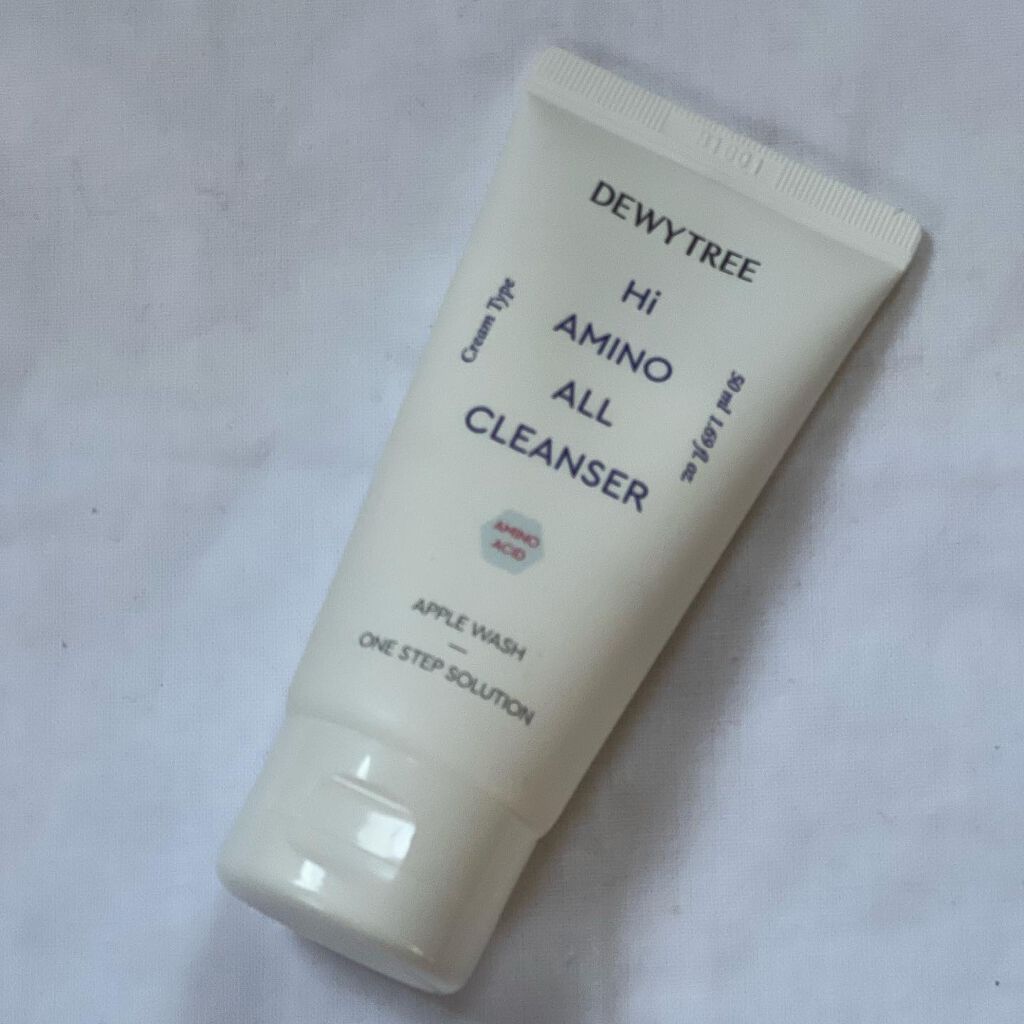 DEWYTREE
Hi
AMINO
ALL
CLEANSER
Cream Type
50 ml 1.69 fl. oz.
AMINO
ACID
APPLE WASH
—
ONE STEP SOLUTION